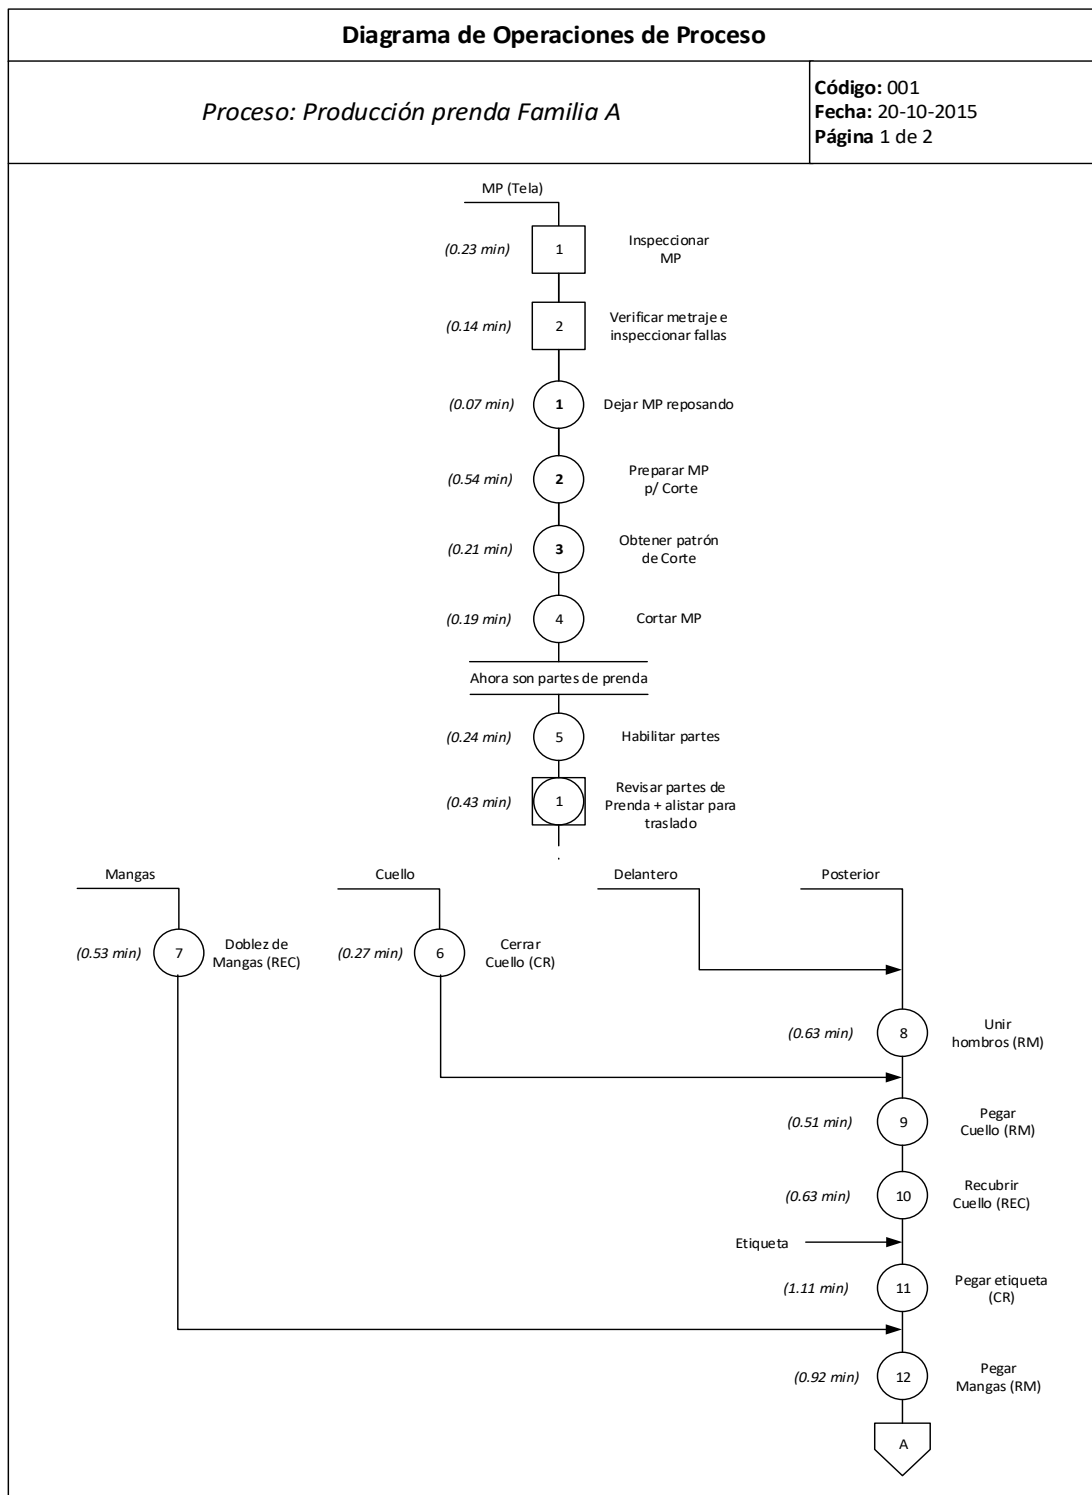 Diagrama de Operaciones de Proceso
Proceso: Producción prenda Familia A
Código: 001
Fecha: 20-10-2015
Página 1 de 2
MP (Tela)
(0.23 min)
1
Inspeccionar
MP
(0.14 min)
2
Verificar metraje e
inspeccionar fallas
(0.07 min)
1
Dejar MP reposando
(0.54 min)
2
Preparar MP
p/ Corte
(0.21 min)
3
Obtener patrón
de Corte
(0.19 min)
4
Cortar MP
Ahora son partes de prenda
(0.24 min)
5
Habilitar partes
(0.43 min)
1
Revisar partes de
Prenda + alistar para
traslado
Mangas
Cuello
Delantero
Posterior
(0.53 min)
7
Doblez de
Mangas (REC)
(0.27 min)
6
Cerrar
Cuello (CR)
(0.63 min)
8
Unir
hombros (RM)
(0.51 min)
9
Pegar
Cuello (RM)
(0.63 min)
10
Recubrir
Cuello (REC)
Etiqueta
(1.11 min)
11
Pegar etiqueta
(CR)
(0.92 min)
12
Pegar
Mangas (RM)
A